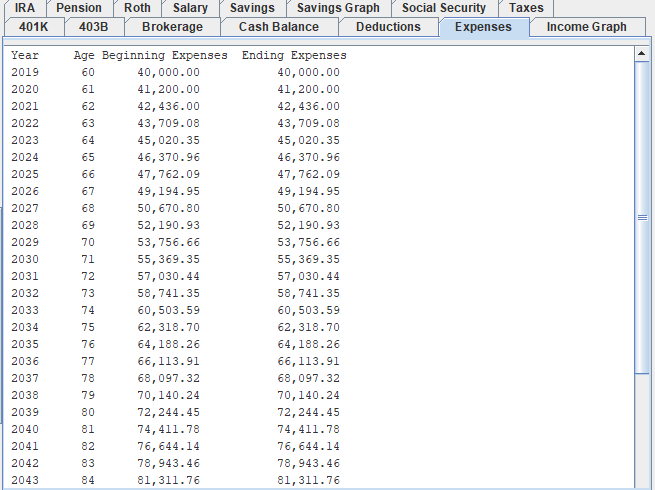 IRA Pension Roth Salary Savings Savings Graph Social Security Taxes
401K 403B Brokerage Cash Balance Deductions Expenses Income Graph
Year Age Beginning Expenses Ending Expenses
2019 60 40,000.00 40,000.00
2020 61 41,200.00 41,200.00
2021 62 42,436.00 42,436.00
2022 63 43,709.08 43,709.08
2023 64 45,020.35 45,020.35
2024 65 46,370.96 46,370.96
2025 66 47,762.09 47,762.09
2026 67 49,194.95 49,194.95
2027 68 50,670.80 50,670.80
2028 69 52,190.93 52,190.93
2029 70 53,756.66 53,756.66
2030 71 55,369.35 55,369.35
2031 72 57,030.44 57,030.44
2032 73 58,741.35 58,741.35
2033 74 60,503.59 60,503.59
2034 75 62,318.70 62,318.70
2035 76 64,188.26 64,188.26
2036 77 66,113.91 66,113.91
2037 78 68,097.32 68,097.32
2038 79 70,140.24 70,140.24
2039 80 72,244.45 72,244.45
2040 81 74,411.78 74,411.78
2041 82 76,644.14 76,644.14
2042 83 78,943.46 78,943.46
2043 84 81,311.76 81,311.76